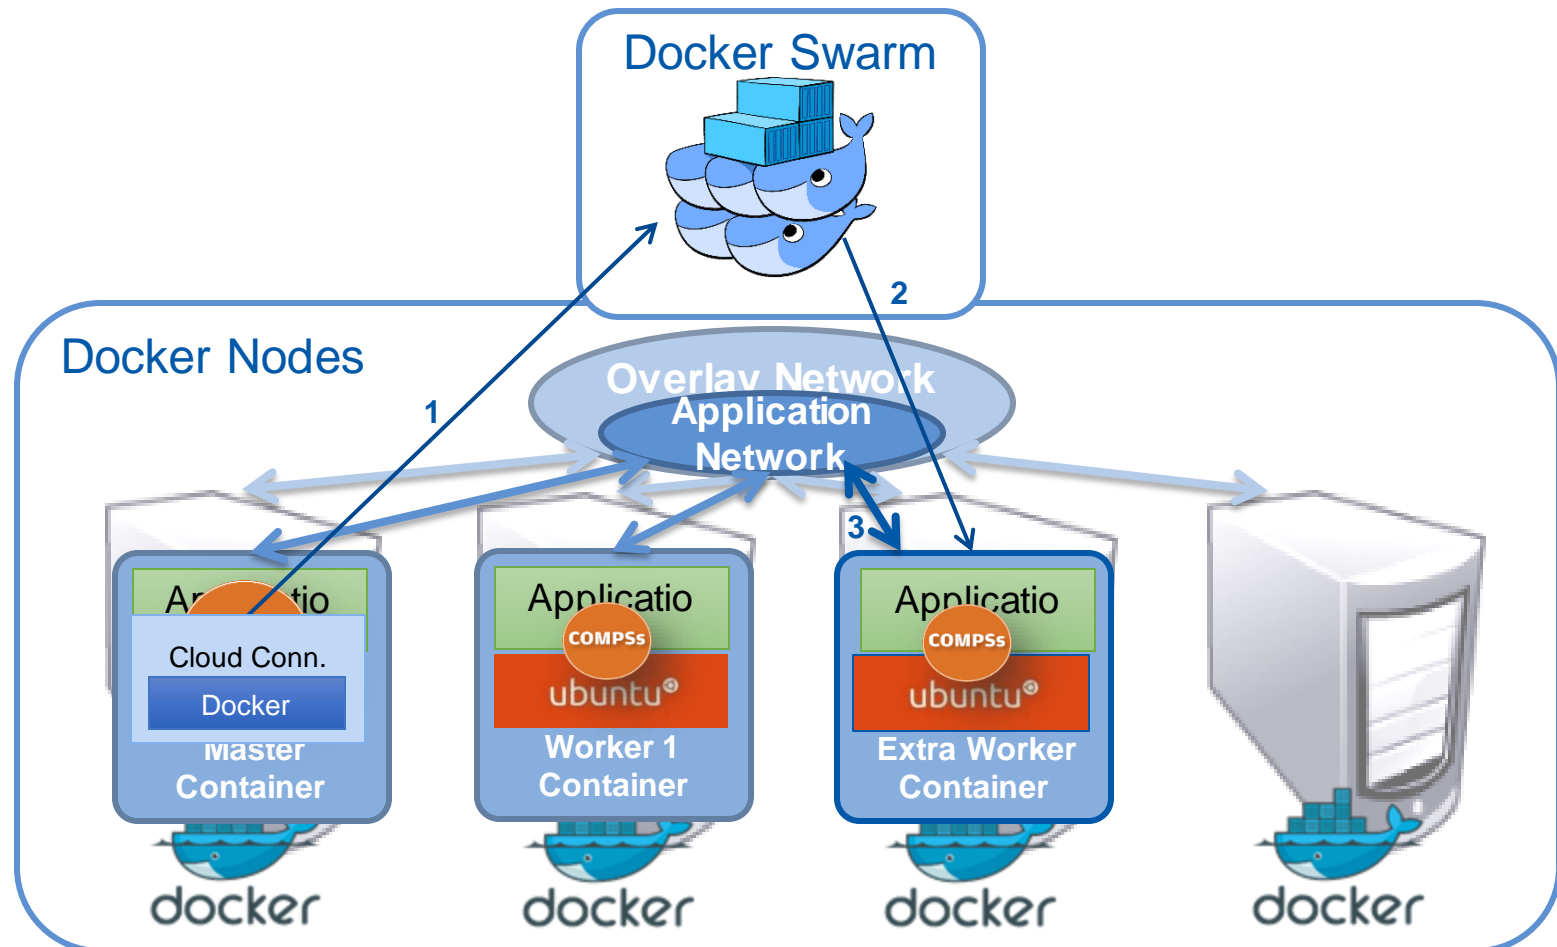 Docker Swarm
2
Docker Nodes
1
Overlay Network
Application
Network
3
Cloud Conn.
Docker
Master
Container
Applicatio
COMPSs
ubuntu
Worker 1
Container
Applicatio
COMPSs
ubuntu
Extra Worker
Container
docker
docker
docker
docker